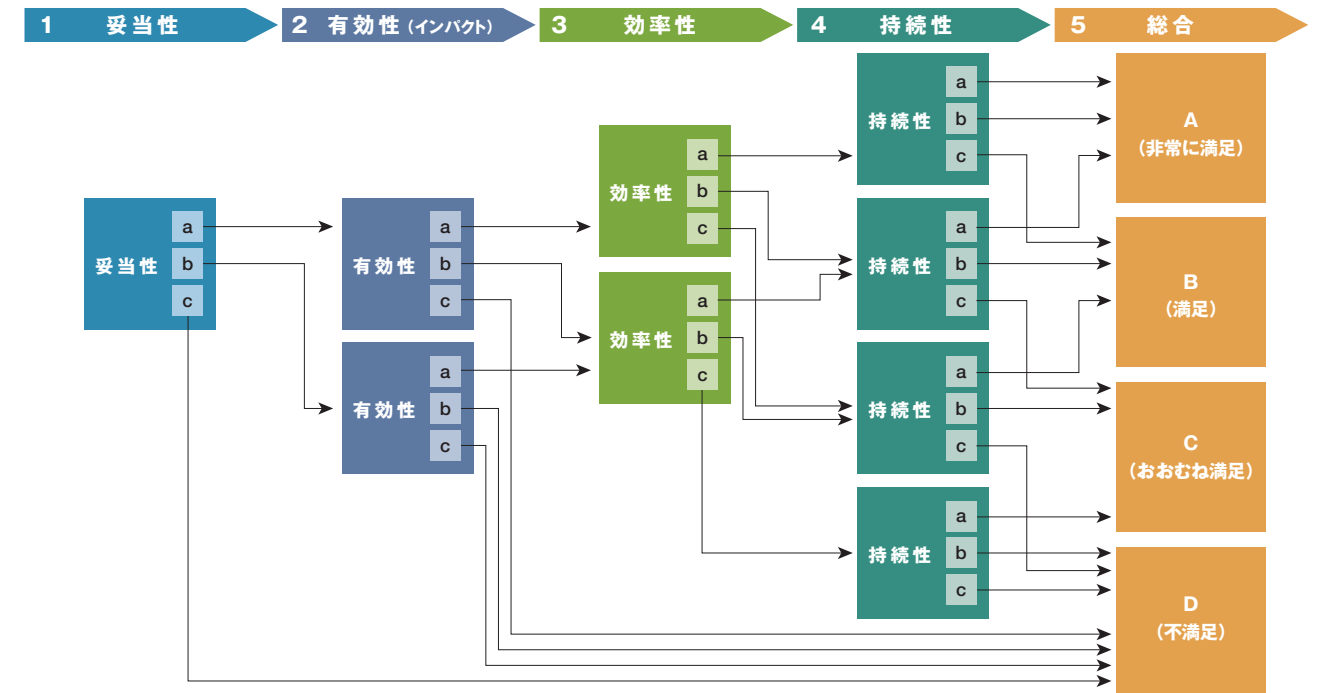 1 妥当性
2 有効性(インパクト)
3 効率性
4 持続性
5 総合
妥当性
a
b
c
有効性
a
b
c
有効性
a
b
c
効率性
a
b
c
効率性
a
b
c
持続性
a
b
c
持続性
a
b
c
持続性
a
b
c
持続性
a
b
c
A
(非常に満足)
B
(満足)
C
(おおむね満足)
D
(不満足)